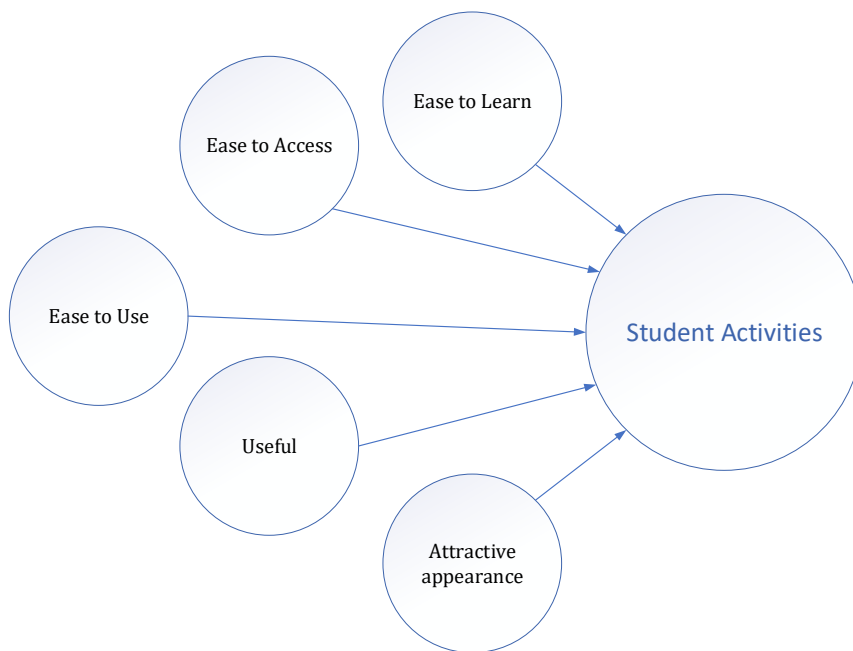 Ease to Learn
Ease to Access
Ease to Use
Student Activities
Useful
Attractive
appearance